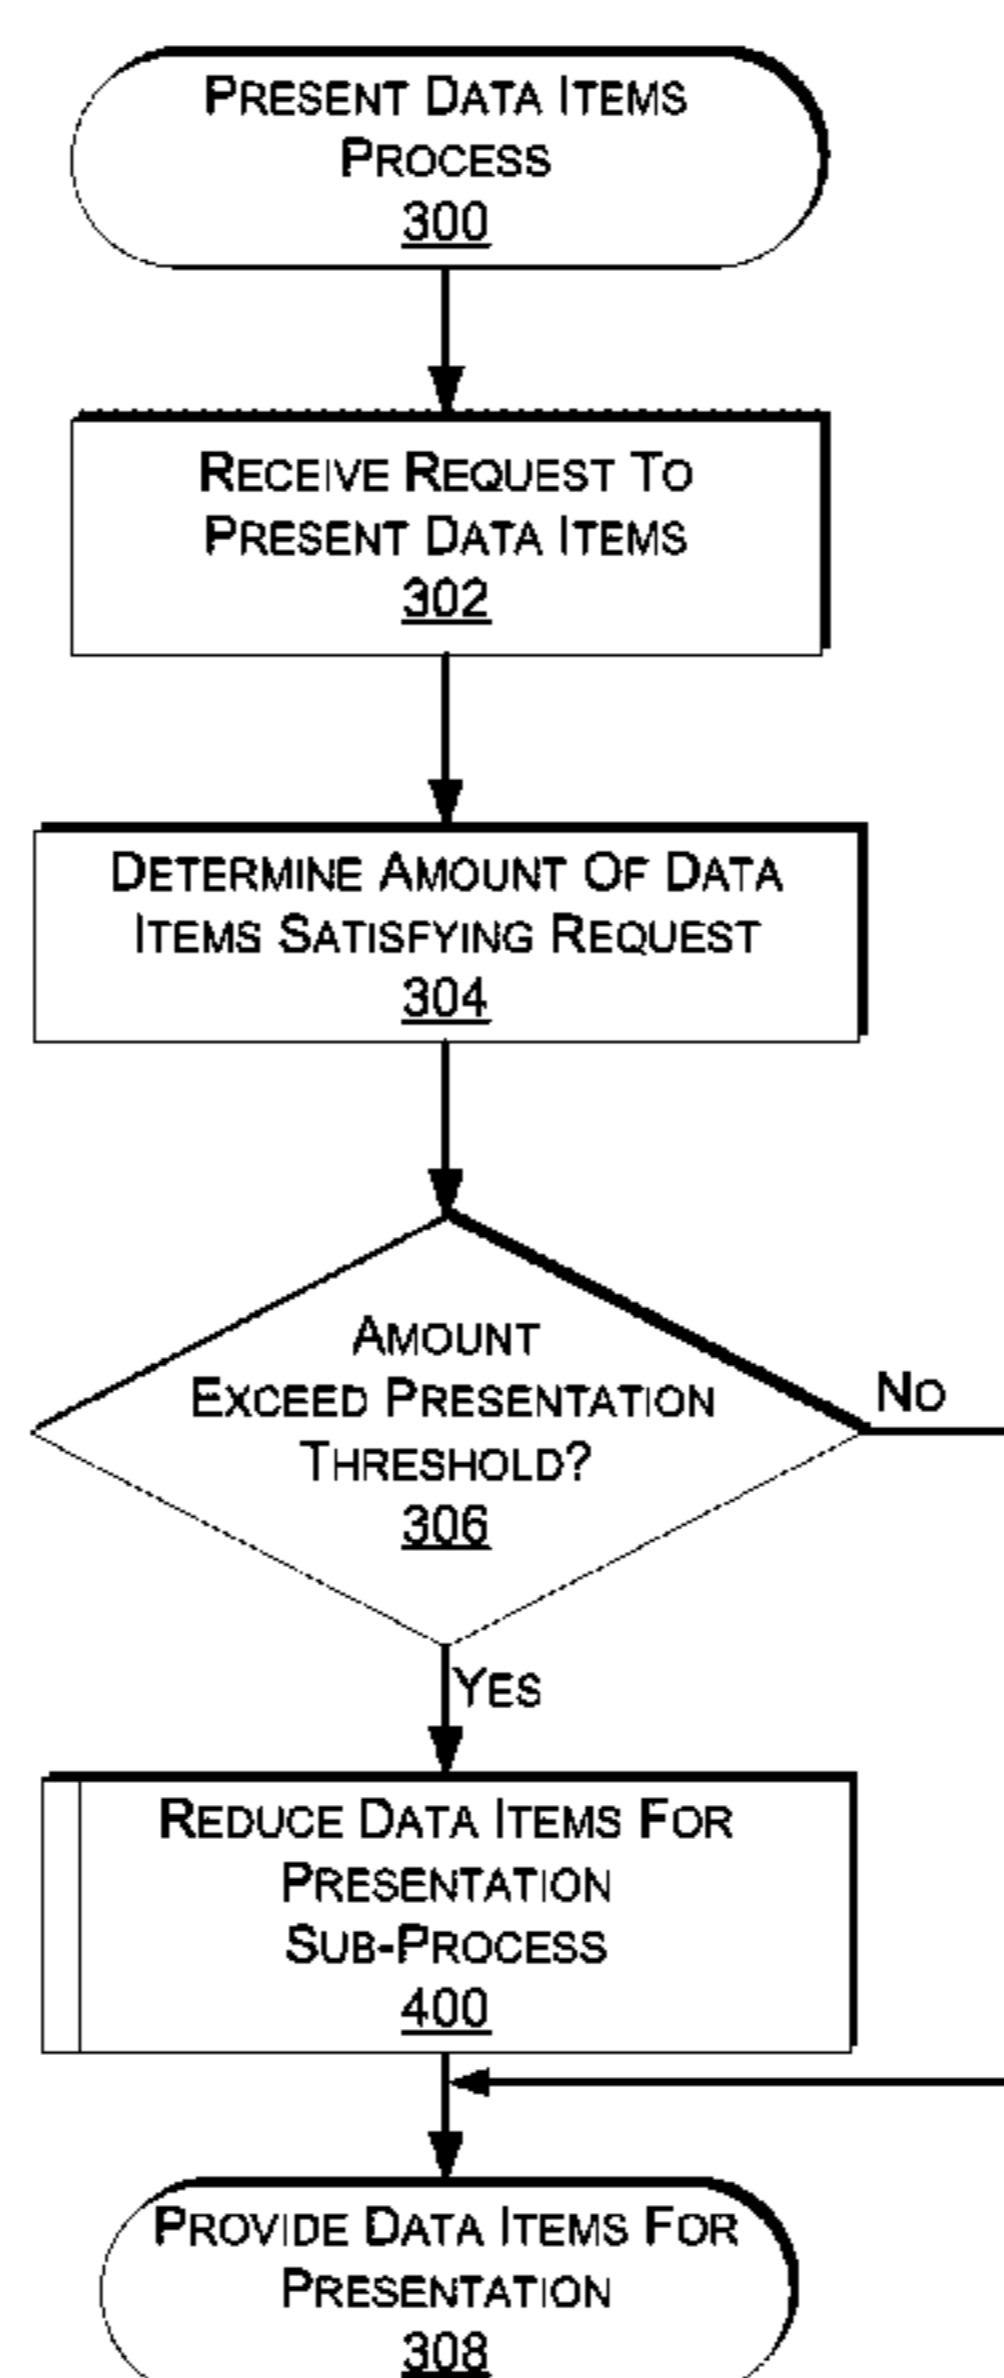 PRESENT DATA ITEMS
PROCESS
300
RECEIVE REQUEST TO
PRESENT DATA ITEMS
302
DETERMINE AMOUNT OF DATA
ITEMS SATISFYING REQUEST
304
AMOUNT
EXCEED PRESENTATION
THRESHOLD?
306
NO
YES
REDUCE DATA ITEMS FOR
PRESENTATION
SUB-PROCESS
400
PROVIDE DATA ITEMS FOR
PRESENTATION
308